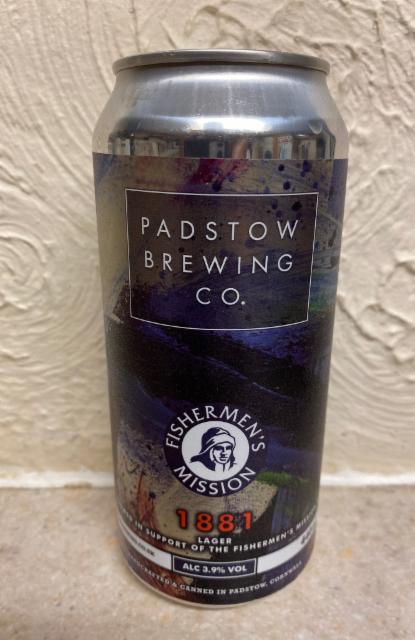 PADSTOW
BREWING
CO.
FISHERMEN'S
MISSION
1881
LAGER
IN SUPPORT OF THE FISHERMEN'S
ALC 3.9% VOL
& CANNED IN PADSTOW, CORNWALL